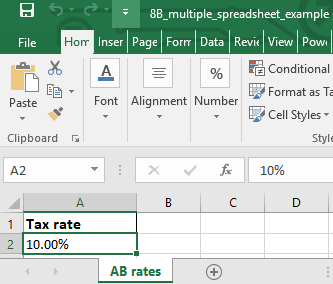 8B_multiple_spreadsheet_example
File Hom Inser Page Form Data Revie View Powe
Paste
Clipboard
A
Font
Alignment
%
Number
Conditional
Format as Ta
Cell Styles
Style
A2 fx 10%
A B C D
1 Tax rate
2 10.00%
AB rates